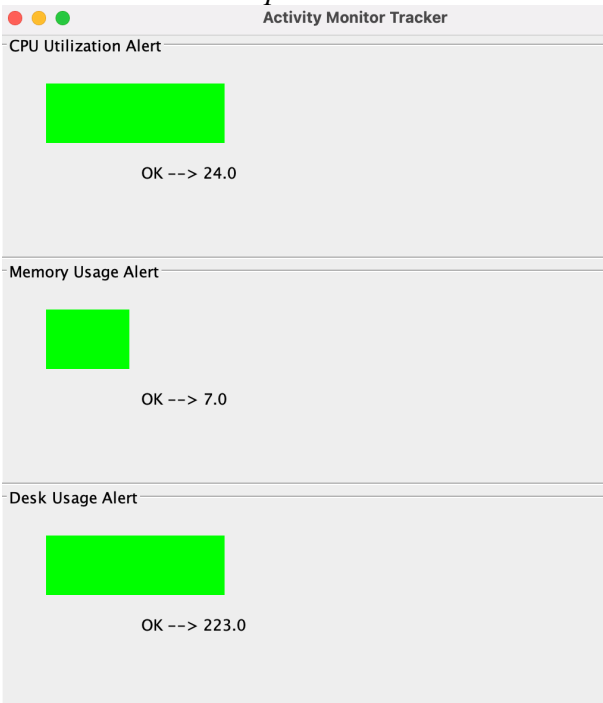 Activity Monitor Tracker
CPU Utilization Alert
OK --> 24.0
Memory Usage Alert
OK --> 7.0
Desk Usage Alert
OK --> 223.0